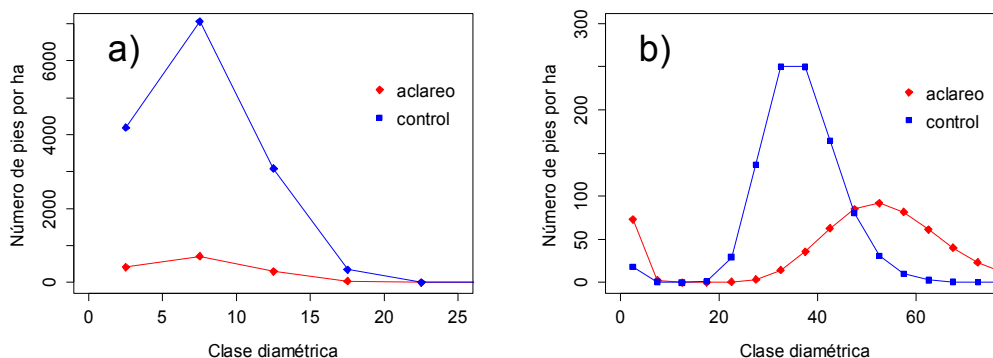 a)
Número de pies por ha
0
2000
4000
6000
0
5
10
15
20
25
Clase diamétrica
aclareo
control
b)
Número de pies por ha
0
50
100
200
300
0
20
40
60
Clase diamétrica
aclareo
control